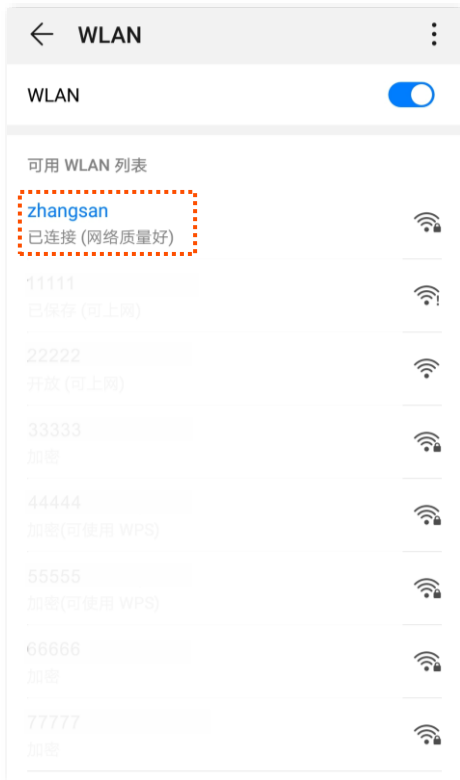 WLAN
WLAN
可用 WLAN 列表
zhangsan
已连接 (网络质量好)
11111
已保存 (可上网)
22222
开放 (可上网)
33333
加密
44444
加密(可使用 WPS)
55555
加密(可使用 WPS)
66666
加密
77777
加密